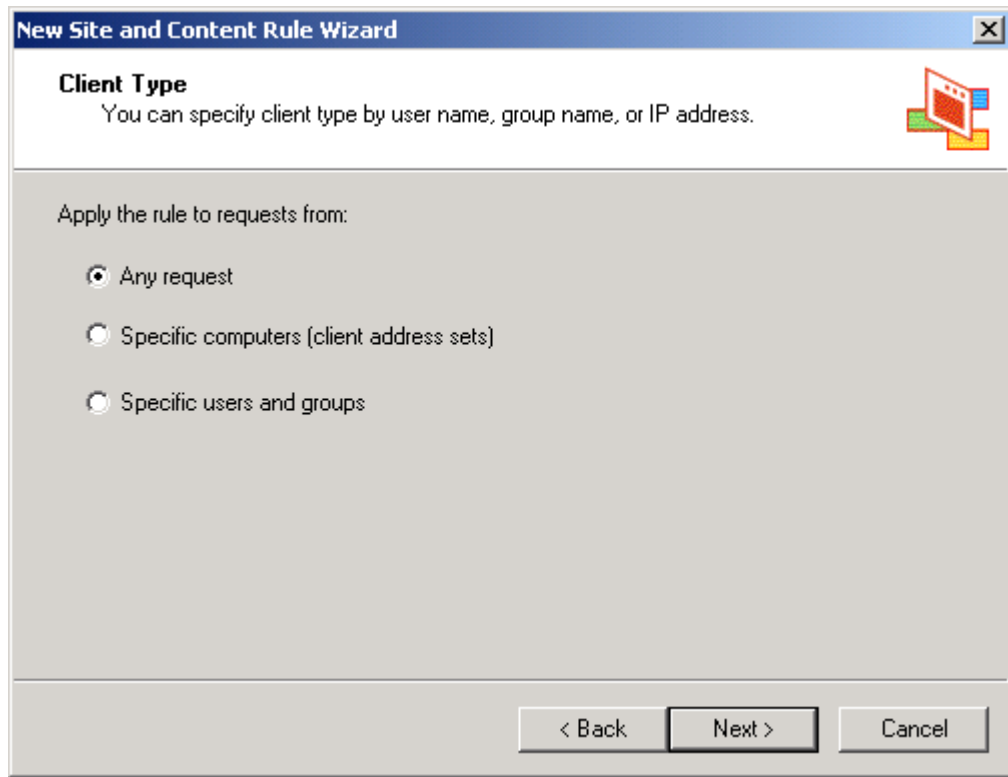 New Site and Content Rule Wizard
Client Type
You can specify client type by user name, group name, or IP address.
Apply the rule to requests from:
Any request
Specific computers (client address sets)
Specific users and groups
< Back
Next >
Cancel